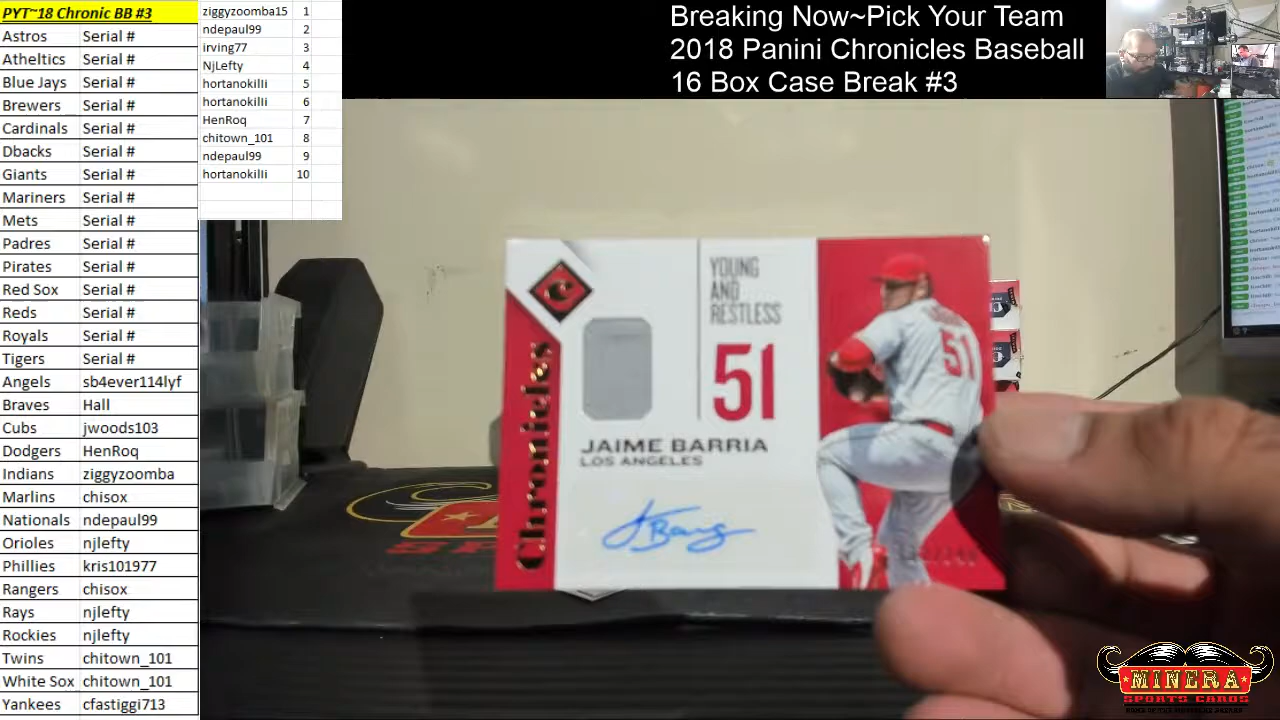 PYT~18 Chronic BB #3
Astros Serial #
Atheltics Serial #
Blue Jays Serial #
Brewers Serial #
Cardinals Serial #
Dbacks Serial #
Giants Serial #
Mariners Serial #
Mets Serial #
Padres Serial #
Pirates Serial #
Red Sox Serial #
Reds Serial #
Royals Serial #
Tigers Serial #
Angels sb4ever114lyf
Braves Hall
Cubs jwoods103
Dodgers HenRoq
Indians ziggyzoomba
Marlins chisox
Nationals ndepaul99
Orioles njlefty
Phillies kris101977
Rangers chisox
Rays njlefty
Rockies njlefty
Twins chitown_101
White Sox chitown_101
Yankees cfastiggi713
ziggyzoomba15 1
ndepaul99 2
irving77 3
NjLefty 4
hortanokilli 5
hortanokilli 6
HenRoq 7
chitown_101 8
ndepaul99 9
hortanokilli 10
Breaking Now~Pick Your Team
2018 Panini Chronicles Baseball
16 Box Case Break #3
Chronicles
YOUNG
AND
RESTLESS
51
JAIME BARRIA
LOS ANGELES
51
MINERA
SPORTS CARDS